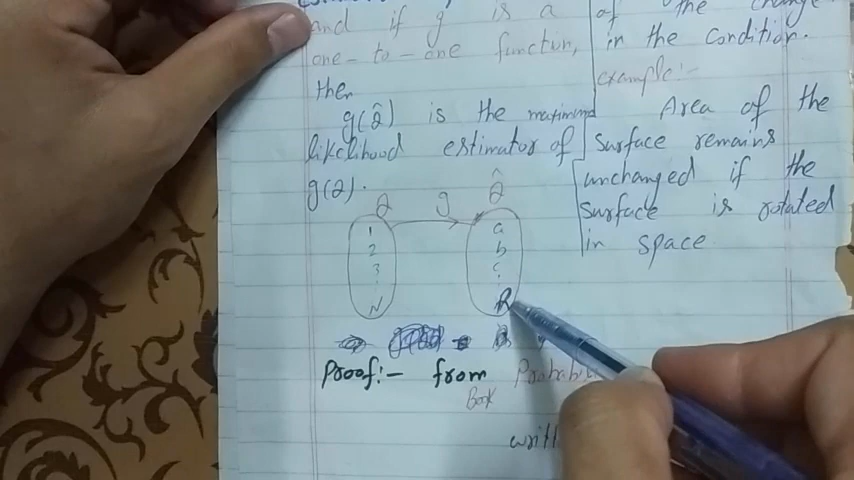 and if g is a
one-to-one function,
then
g(θ̂) is the maximum
likelihood estimator of
g(θ).
of the change
in the condition.
example:-
Area of the
surface remains
unchanged if the
surface is rotated
in space
θ g θ̂
1 a
2 b
3 c
N R
Proof:- from
Book